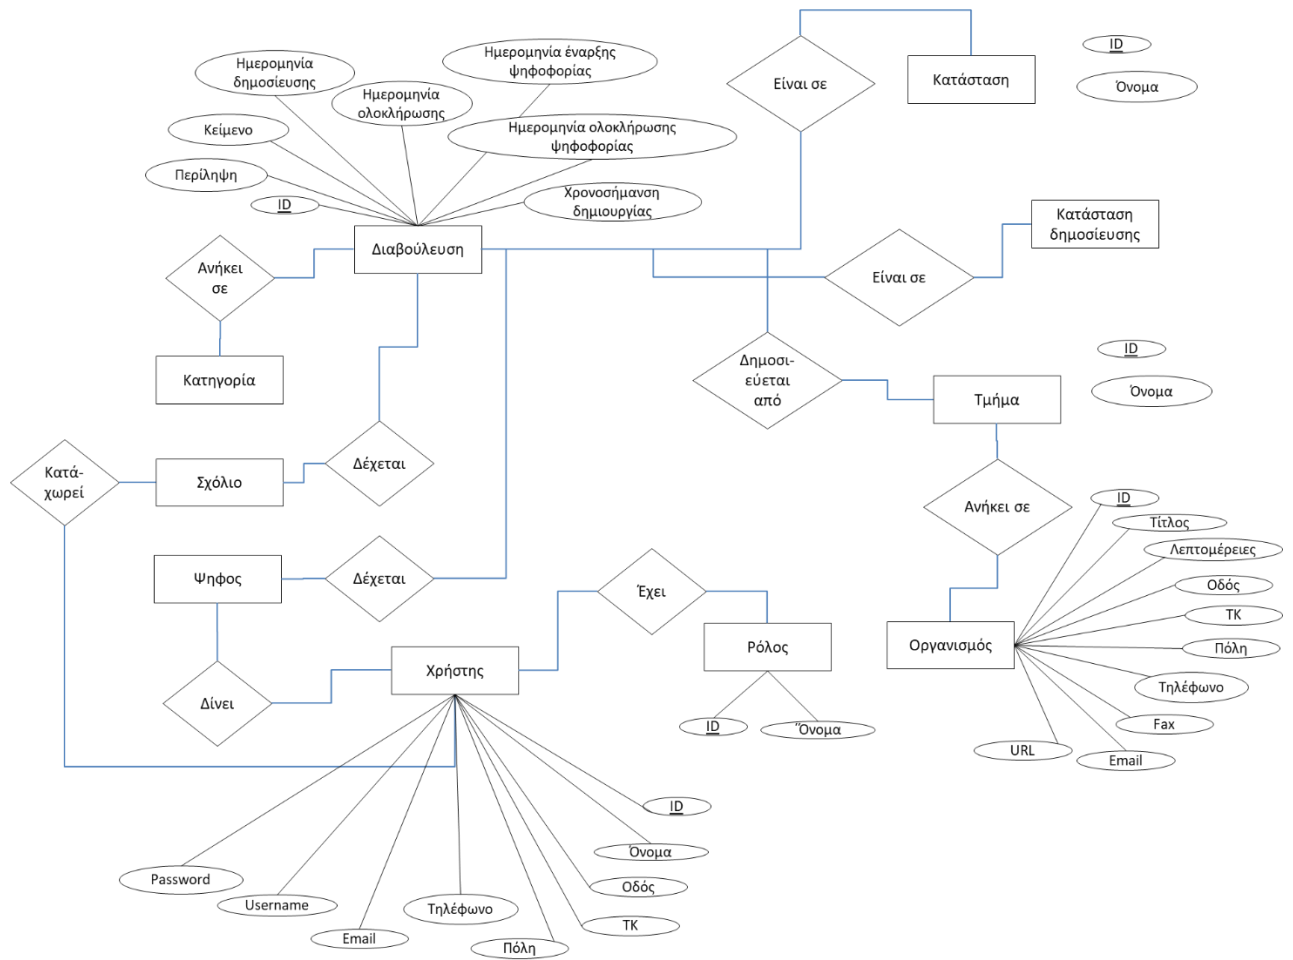 Ημερομηνία
δημοσίευσης
Ημερομηνία έναρξης
ψηφοφορίας
Ημερομηνία
ολοκλήρωσης
Κείμενο
Ημερομηνία ολοκλήρωσης
ψηφοφορίας
Περίληψη
ID
Χρονοσήμανση
δημιουργίας
Είναι σε
Κατάσταση
ID
Όνομα
Διαβούλευση
Κατάσταση
δημοσίευσης
Ανήκει
σε
Είναι σε
Κατηγορία
Δημοσι-
εύεται
από
Τμήμα
ID
Όνομα
Κατά-
χωρεί
Σχόλιο
Δέχεται
Ανήκει σε
ID
Τίτλος
Λεπτομέρειες
Οδός
ΤΚ
Πόλη
Τηλέφωνο
Fax
Email
URL
Οργανισμός
Ψηφος
Δέχεται
Έχει
Ρόλος
ID
Ὄνομα
Δίνει
Χρήστης
ID
Όνομα
Οδός
ΤΚ
Πόλη
Τηλέφωνο
Email
Username
Password